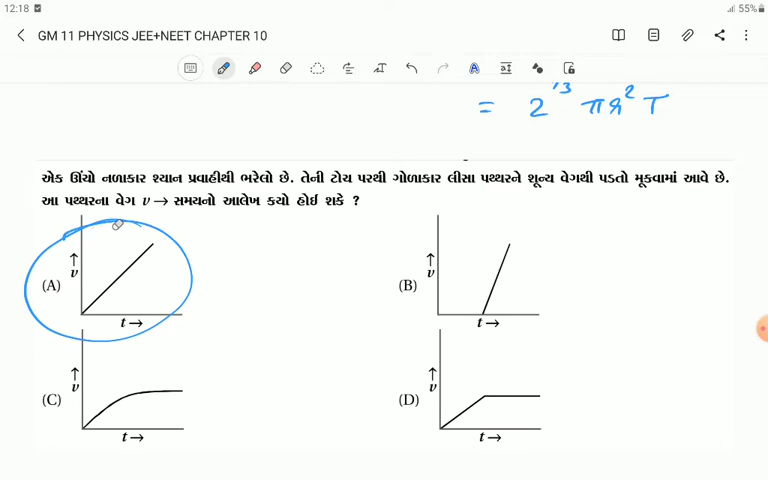 12:18 55%
GM 11 PHYSICS JEE+NEET CHAPTER 10
= 2^1/3 πr² T
એક ઊંચો નળાકાર શ્યાન પ્રવાહીથી ભરેલો છે. તેની ટોચ પરથી ગોળાકાર લીસા પથ્થરને શૂન્ય વેગથી પડતો મૂકવામાં આવે છે.
આ પથ્થરના વેગ v → સમયનો આલેખ કયો હોઈ શકે ?
(A) ↑ v t →
(B) ↑ v t →
(C) ↑ v t →
(D) ↑ v t →